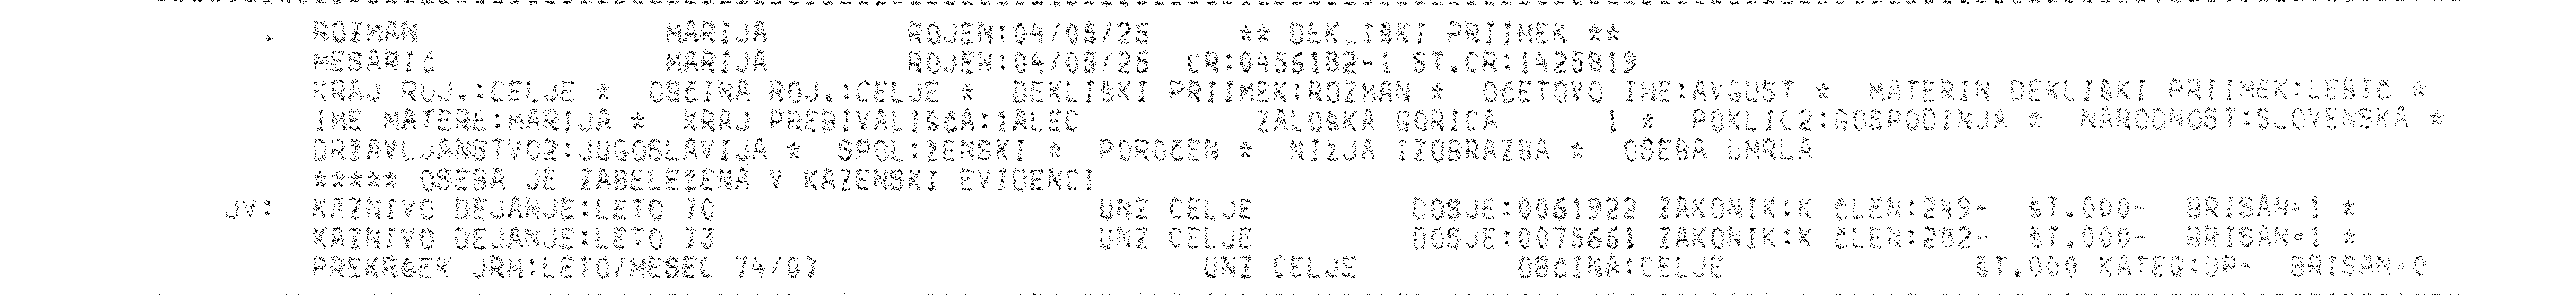 . ROZMAN MARIJA ROJEN:04/05/25 ** DEKLIŠKI PRIIMEK **
MESARIČ MARIJA ROJEN:04/05/25 CR:0456182-1 ST.CR:1425819
KRAJ ROJ.:CELJE * OBČINA ROJ.:CELJE * DEKLIŠKI PRIIMEK:ROZMAN * OČETOVO IME:AVGUST * MATERIN DEKLIŠKI PRIIMEK:LEBIČ *
IME MATERE:MARIJA * KRAJ PREBIVALIŠČA:ŽALEC ZALOŠKA GORICA 1 * POKLIC2:GOSPODINJA * NARODNOST:SLOVENSKA *
DRŽAVLJANSTVO2:JUGOSLAVIJA * SPOL:ŽENSKI * POROČEN * NIŽJA IZOBRAZBA * OSEBA UMRLA
***** OSEBA JE ZABELEŽENA V KAZENSKI EVIDENCI
JV: KAZNIVO DEJANJE:LETO 70 UNZ CELJE DOSJE:0061922 ZAKONIK:K ČLEN:249- ŠT.000- BRISAN=1 *
KAZNIVO DEJANJE:LETO 73 UNZ CELJE DOSJE:0075661 ZAKONIK:K ČLEN:282- ŠT.000- BRISAN=1 *
PREKRŠEK JRM:LETO/MESEC 74/07 UNZ CELJE OBČINA:CELJE ŠT.000 KATEG:UP- BRISAN=0